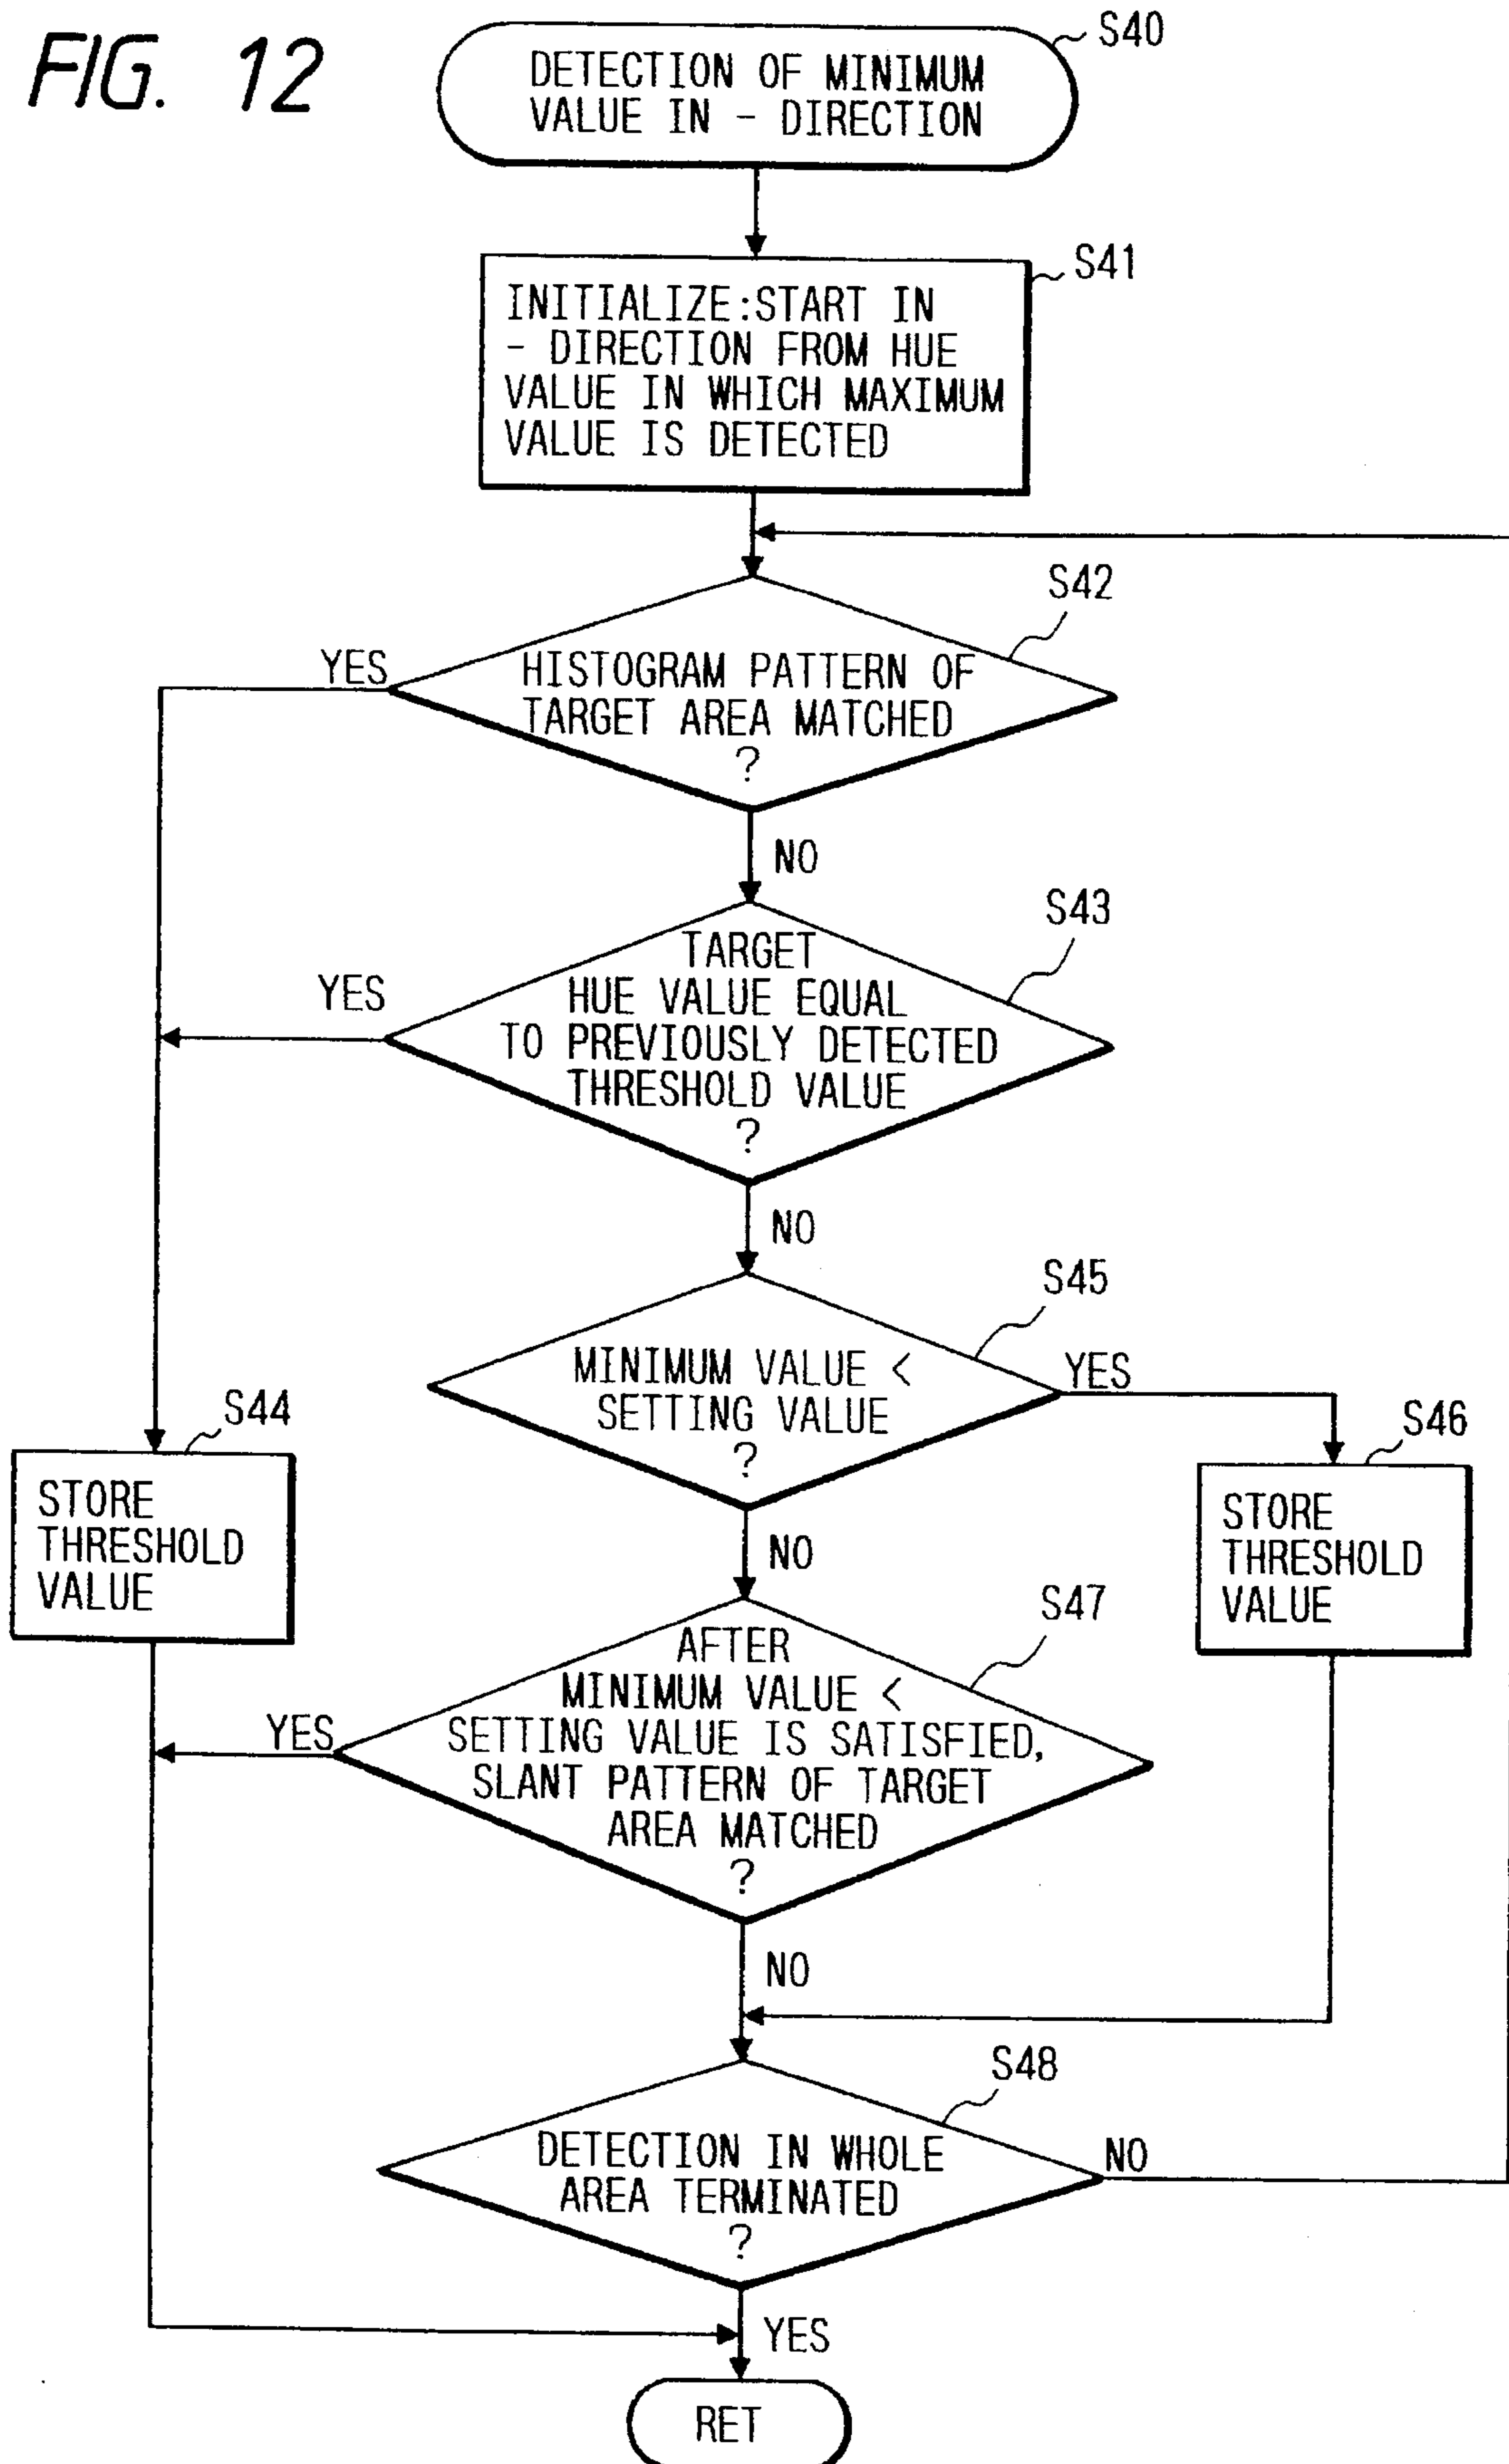 FIG. 12
S40
DETECTION OF MINIMUM
VALUE IN - DIRECTION
S41
INITIALIZE:START IN
- DIRECTION FROM HUE
VALUE IN WHICH MAXIMUM
VALUE IS DETECTED
S42
YES
HISTOGRAM PATTERN OF
TARGET AREA MATCHED
?
NO
S43
YES
TARGET
HUE VALUE EQUAL
TO PREVIOUSLY DETECTED
THRESHOLD VALUE
?
NO
S45
MINIMUM VALUE <
SETTING VALUE
?
YES
S44
STORE
THRESHOLD
VALUE
S46
STORE
THRESHOLD
VALUE
NO
S47
YES
AFTER
MINIMUM VALUE <
SETTING VALUE IS SATISFIED,
SLANT PATTERN OF TARGET
AREA MATCHED
?
NO
S48
DETECTION IN WHOLE
AREA TERMINATED
?
NO
YES
RET